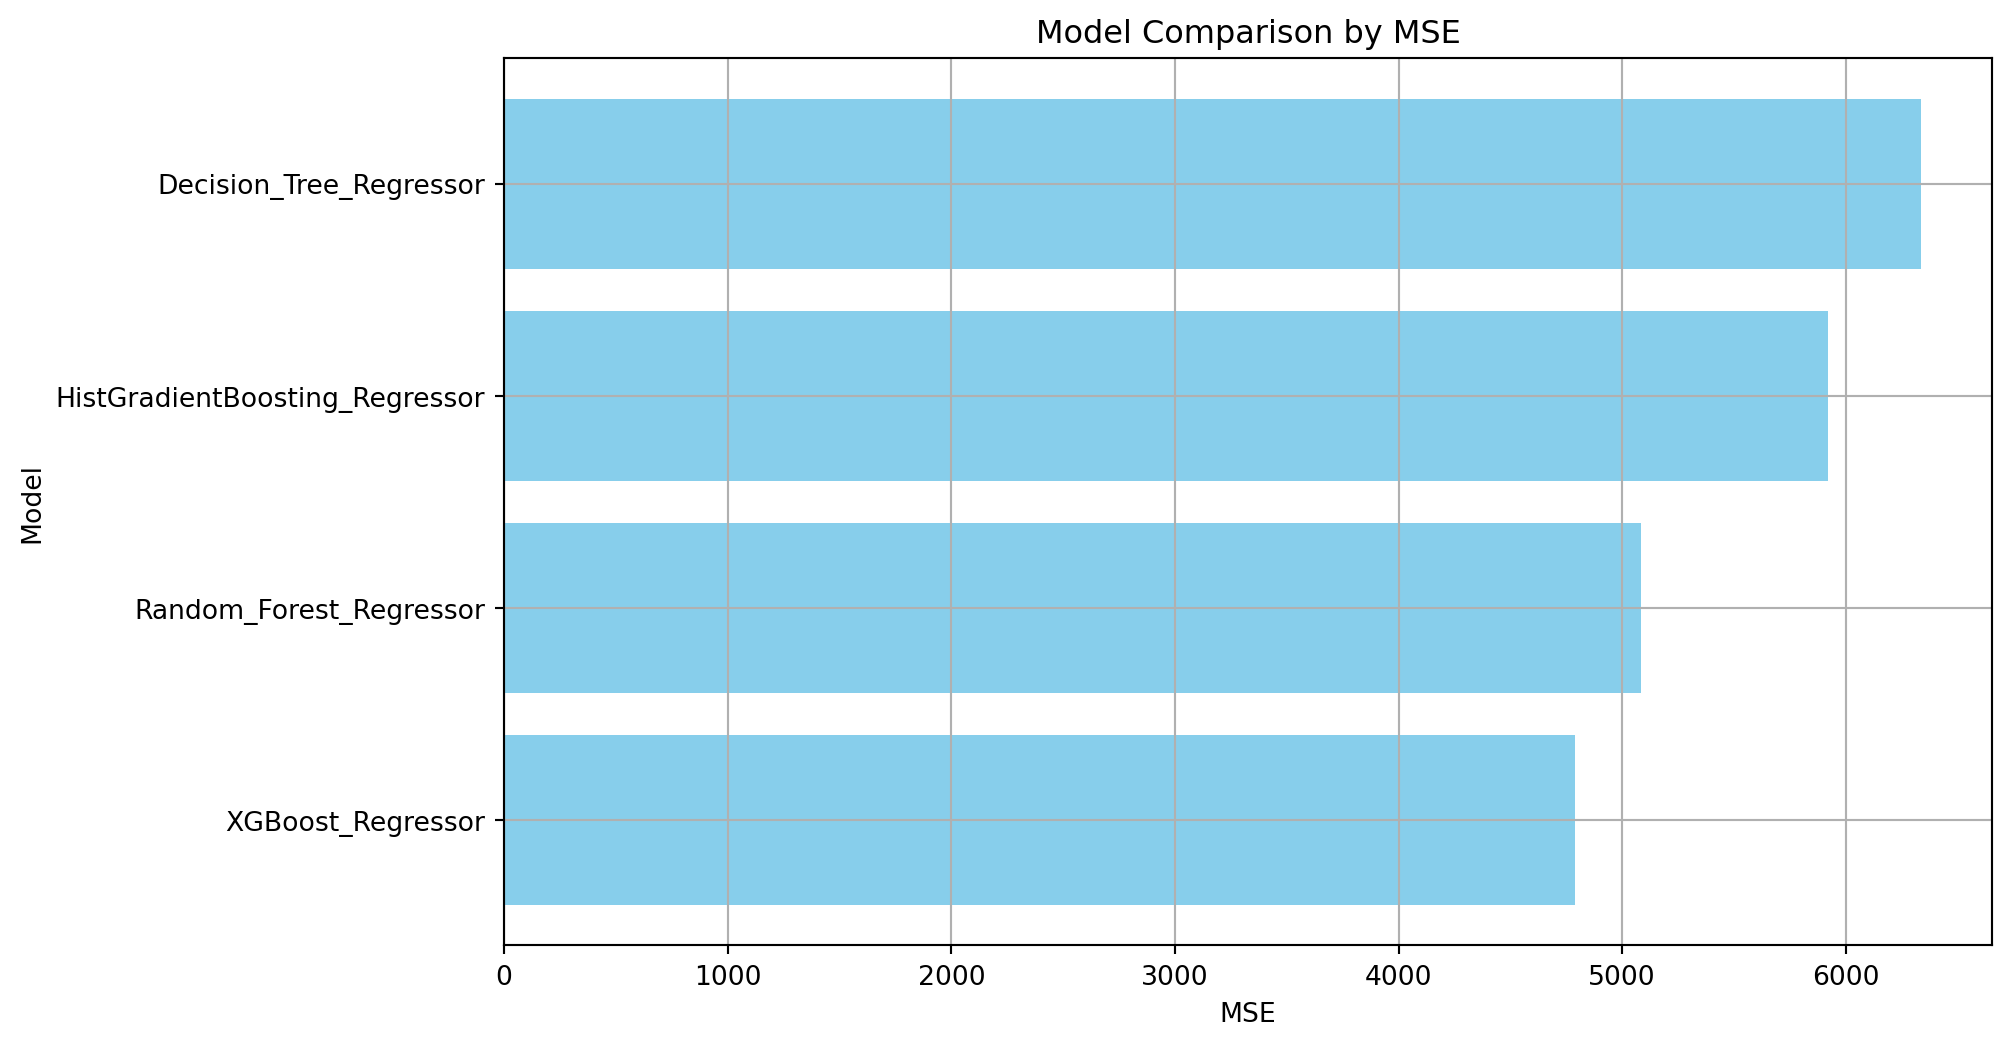 Model Comparison by MSE
Decision_Tree_Regressor
HistGradientBoosting_Regressor
Model
Random_Forest_Regressor
XGBoost_Regressor
0 1000 2000 3000 4000 5000 6000
MSE